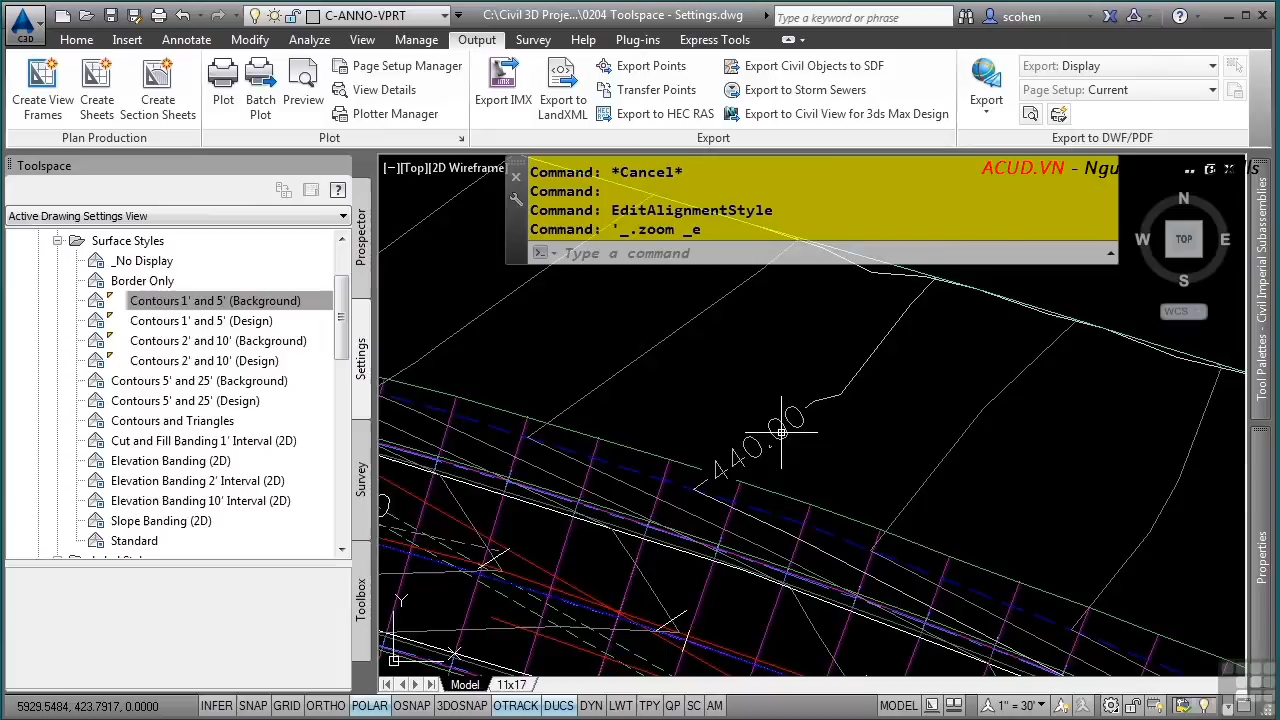 C3D
C-ANNO-VPRT
C:\Civil 3D Proje...\0204 Toolspace - Settings.dwg
Type a keyword or phrase
scohen
Home Insert Annotate Modify Analyze View Manage Output Survey Help Plug-ins Express Tools
Create View Frames
Create Sheets
Create Section Sheets
Plan Production
Plot
Batch Plot
Preview
Page Setup Manager
View Details
Plotter Manager
Plot
Export IMX
Export to LandXML
Export Points
Transfer Points
Export to HEC RAS
Export Civil Objects to SDF
Export to Storm Sewers
Export to Civil View for 3ds Max Design
Export
Export
Export: Display
Page Setup: Current
Export to DWF/PDF
Toolspace
Active Drawing Settings View
Surface Styles
_No Display
Border Only
Contours 1' and 5' (Background)
Contours 1' and 5' (Design)
Contours 2' and 10' (Background)
Contours 2' and 10' (Design)
Contours 5' and 25' (Background)
Contours 5' and 25' (Design)
Contours and Triangles
Cut and Fill Banding 1' Interval (2D)
Elevation Banding (2D)
Elevation Banding 2' Interval (2D)
Elevation Banding 10' Interval (2D)
Slope Banding (2D)
Standard
Prospector
Settings
Survey
Toolbox
[−][Top][2D Wireframe
Command: *Cancel*
Command:
Command: EditAlignmentStyle
Command: '_.zoom _e
Type a command
ACUD.VN - Ngu
N
W TOP E
S
WCS
Tool Palettes - Civil Imperial Subassemblies
Properties
440.00
Y
X
Model 11x17
5929.5484, 423.7917, 0.0000
INFER SNAP GRID ORTHO POLAR OSNAP 3DOSNAP OTRACK DUCS DYN LWT TPY QP SC AM
MODEL
1" = 30'